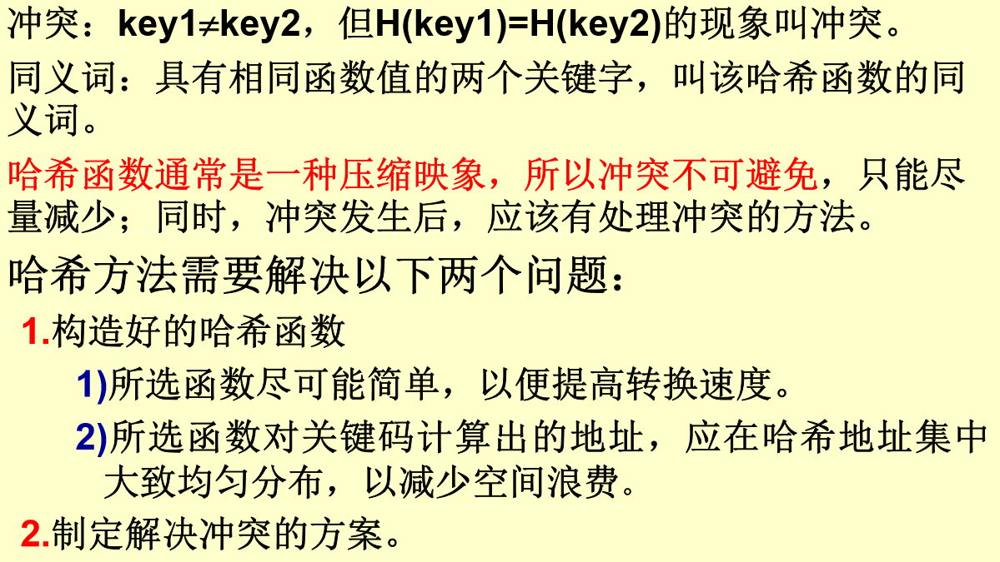 冲突：key1≠key2，但H(key1)=H(key2)的现象叫冲突。
同义词：具有相同函数值的两个关键字，叫该哈希函数的同
义词。
哈希函数通常是一种压缩映象，所以冲突不可避免，只能尽
量减少；同时，冲突发生后，应该有处理冲突的方法。
哈希方法需要解决以下两个问题：
1.构造好的哈希函数
1)所选函数尽可能简单，以便提高转换速度。
2)所选函数对关键码计算出的地址，应在哈希地址集中
大致均匀分布，以减少空间浪费。
2.制定解决冲突的方案。